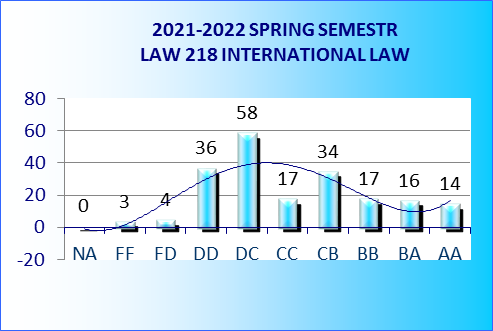 2021-2022 SPRING SEMESTR
LAW 218 INTERNATIONAL LAW
80
60
40
20
0
-20
0 3 4 36 58 17 34 17 16 14
NA FF FD DD DC CC CB BB BA AA